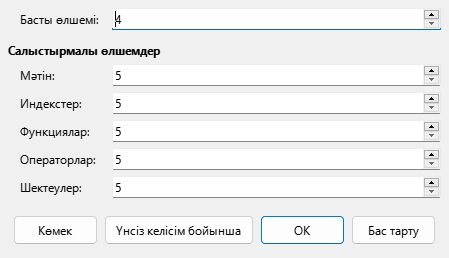 Басты өлшемі: 4
Салыстырмалы өлшемдер
Мәтін: 5
Индекстер: 5
Функциялар: 5
Операторлар: 5
Шектеулер: 5
Көмек Үнсіз келісім бойынша OK Бас тарту